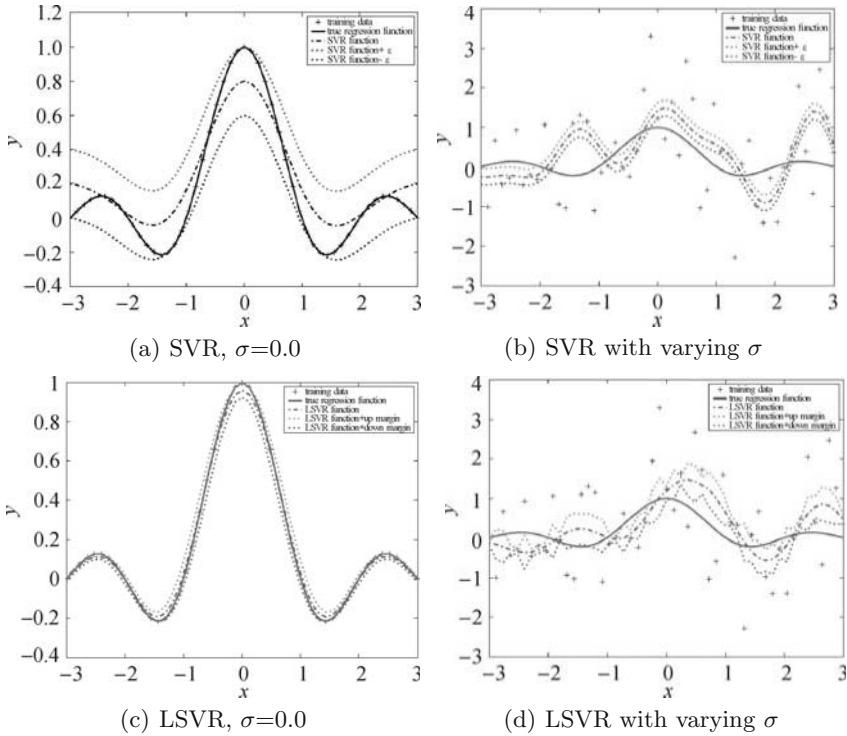 1.2
1.0
0.8
0.6
0.4
0.2
0
−0.2
−0.4
y
training data
true regression function
SVR function
SVR function+ ε
SVR function− ε
−3 −2 −1 0 1 2 3
x
(a) SVR, σ=0.0
4
3
2
1
0
−1
−2
−3
y
training data
true regression function
SVR function
SVR function+ ε
SVR function− ε
−3 −2 −1 0 1 2 3
x
(b) SVR with varying σ
1
0.8
0.6
0.4
0.2
0
−0.2
−0.4
y
training data
true regression function
LSVR function
LSVR function+up margin
LSVR function+down margin
−3 −2 −1 0 1 2 3
x
(c) LSVR, σ=0.0
4
3
2
1
0
−1
−2
−3
y
training data
true regression function
LSVR function
LSVR function+up margin
LSVR function+down margin
−3 −2 −1 0 1 2 3
x
(d) LSVR with varying σ